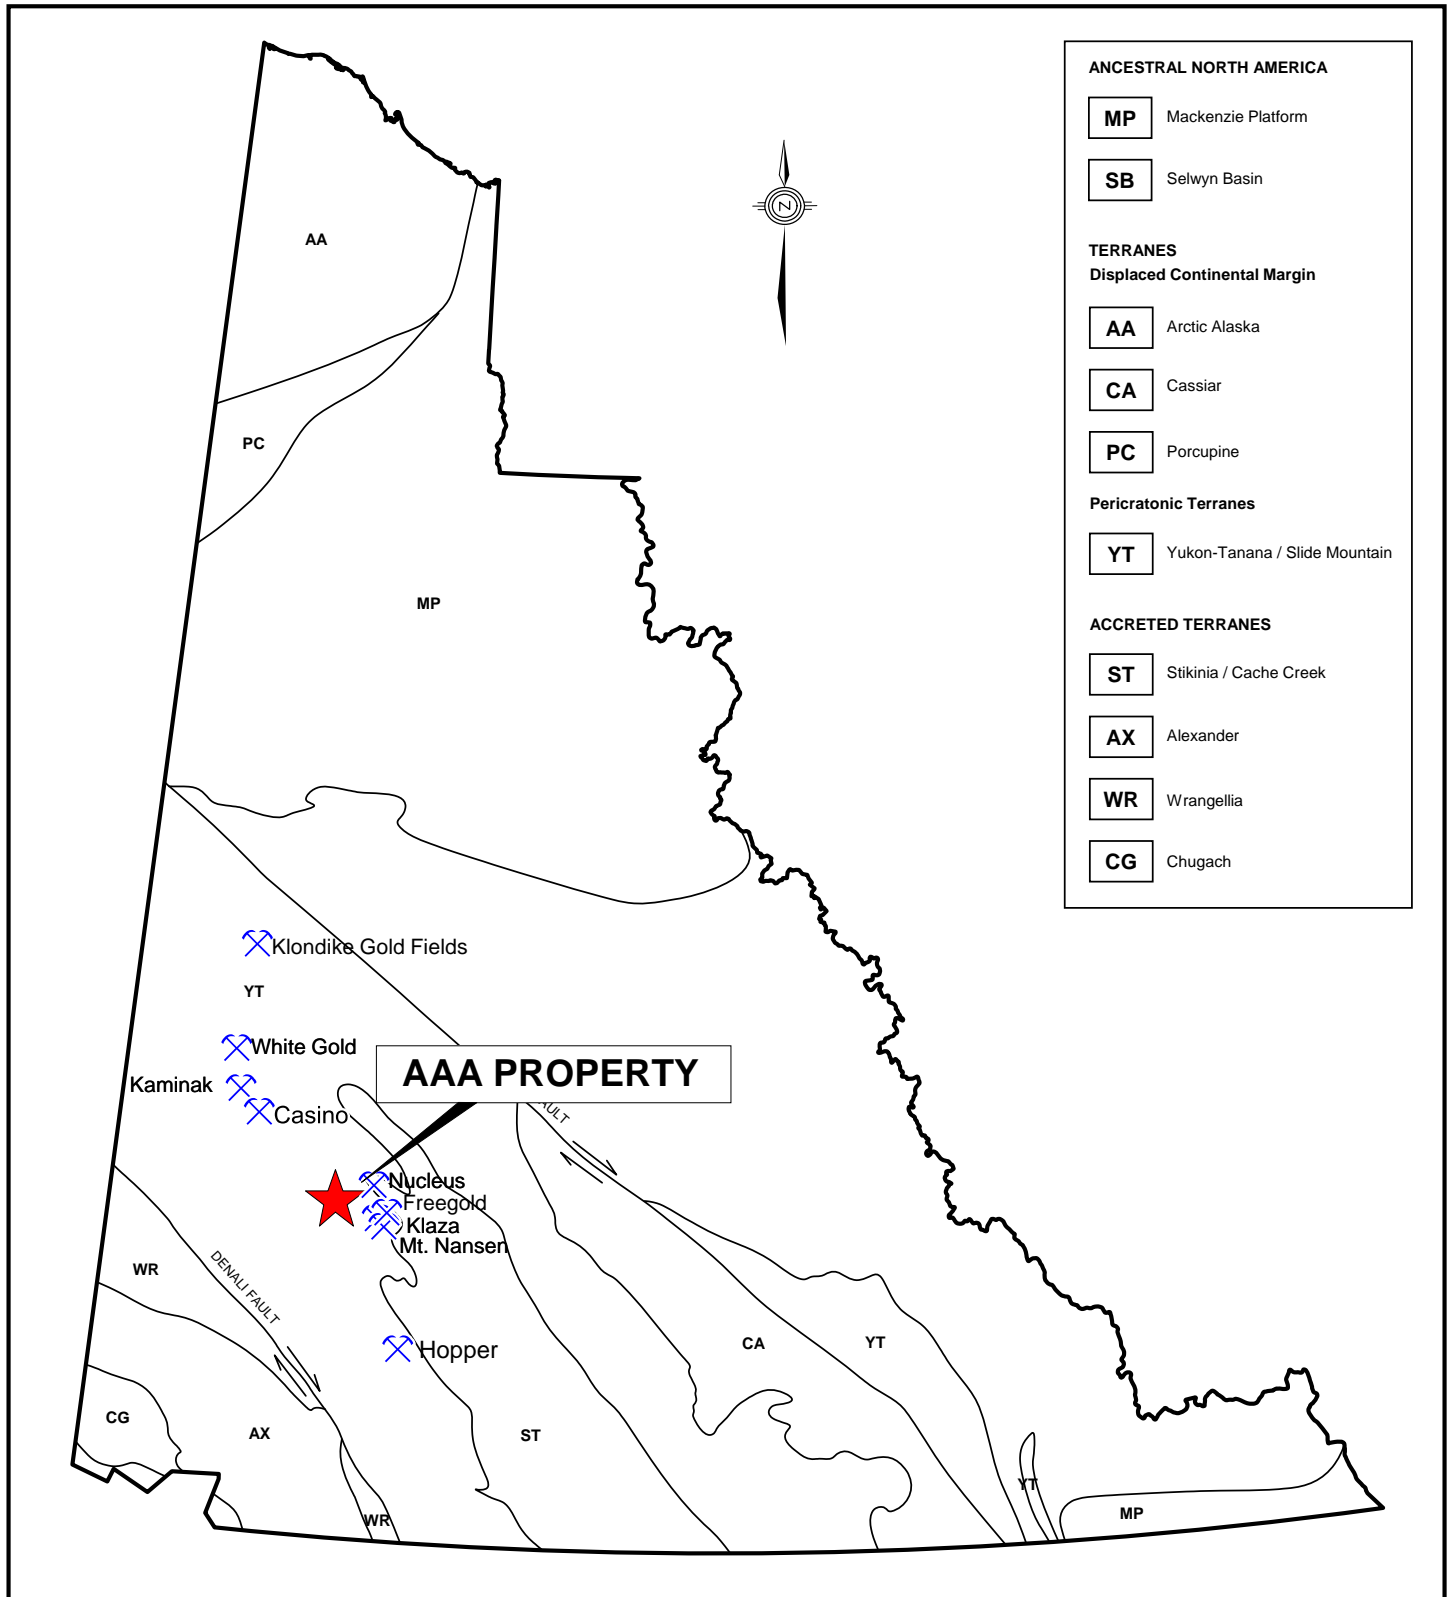 ANCESTRAL NORTH AMERICA
MP Mackenzie Platform
SB Selwyn Basin
TERRANES
Displaced Continental Margin
AA Arctic Alaska
CA Cassiar
PC Porcupine
Pericratonic Terranes
YT Yukon-Tanana / Slide Mountain
ACCRETED TERRANES
ST Stikinia / Cache Creek
AX Alexander
WR Wrangellia
CG Chugach
N
AA
PC
MP
Klondike Gold Fields
YT
White Gold
AAA PROPERTY
Kaminak
Casino
Nucleus
Freegold
Klaza
Mt. Nansen
WR
DENALI FAULT
Hopper
CA
YT
CG
AX
ST
YT
WR
MP